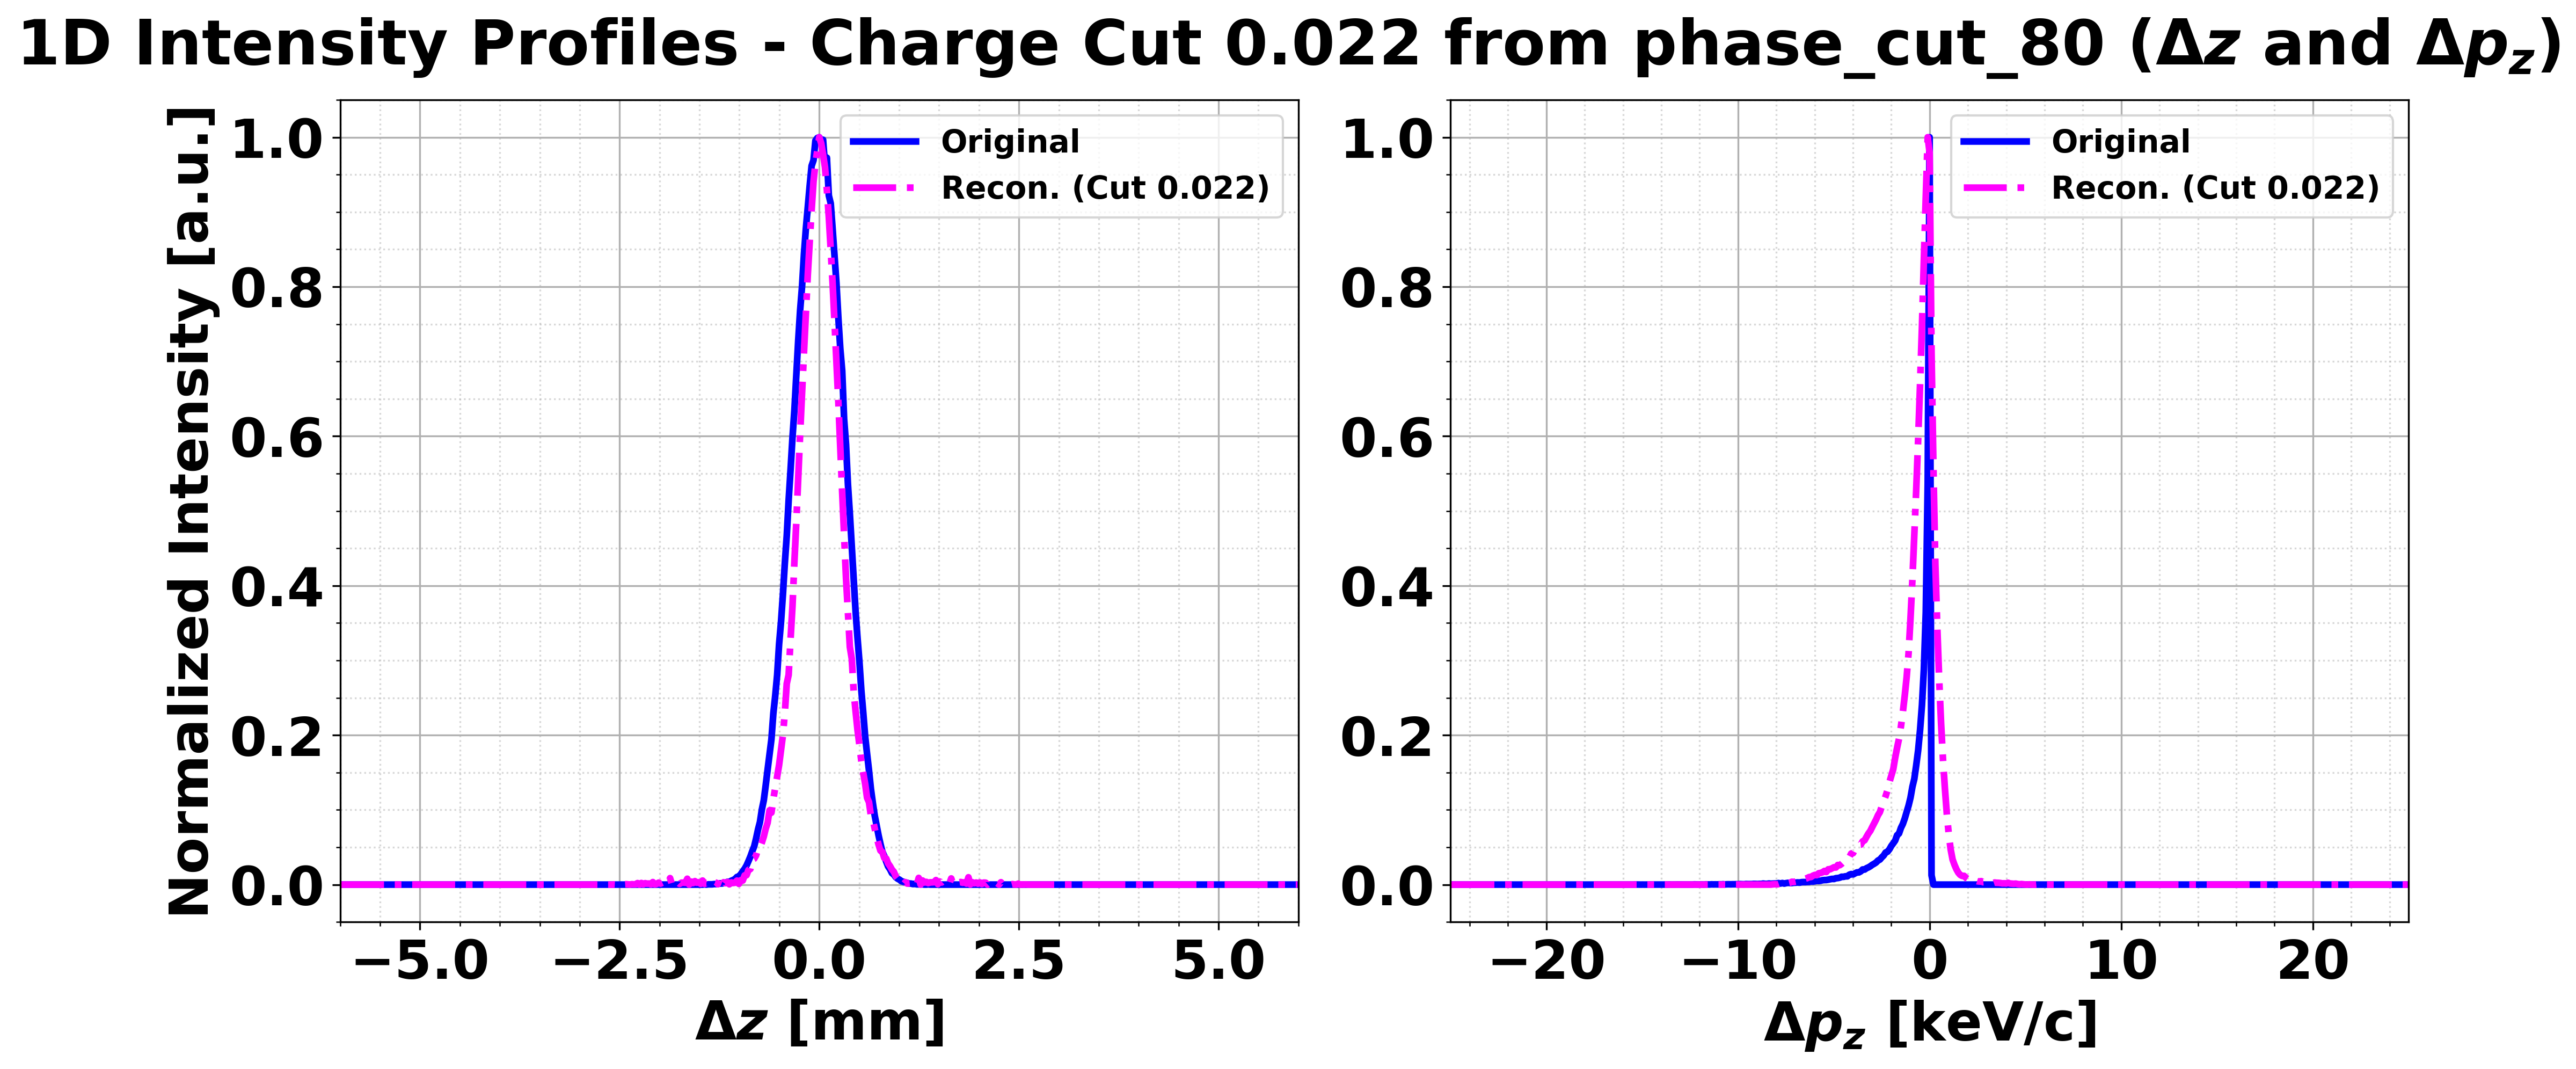 1D Intensity Profiles - Charge Cut 0.022 from phase_cut_80 (Δz and Δp_z)
Normalized Intensity [a.u.]
1.0
0.8
0.6
0.4
0.2
0.0
Original
Recon. (Cut 0.022)
−5.0 −2.5 0.0 2.5 5.0
Δz [mm]
1.0
0.8
0.6
0.4
0.2
0.0
Original
Recon. (Cut 0.022)
−20 −10 0 10 20
Δp_z [keV/c]